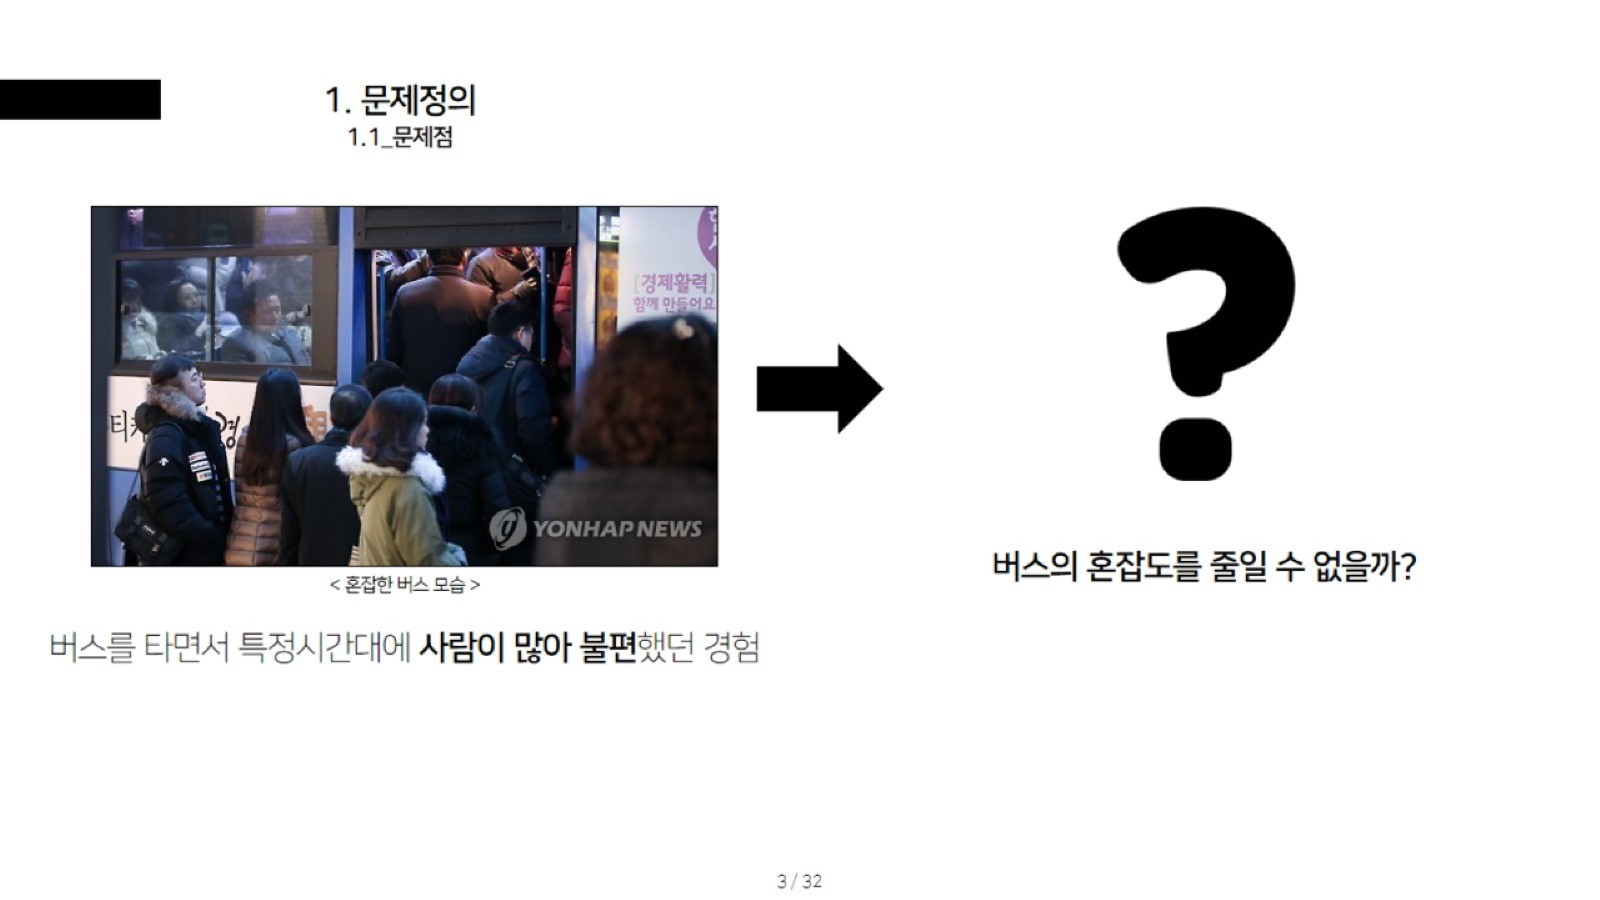 1. 문제정의
1.1_문제점
[경제활력]
함께 만들어요
YONHAP NEWS
< 혼잡한 버스 모습 >
버스를 타면서 특정시간대에 사람이 많아 불편했던 경험
버스의 혼잡도를 줄일 수 없을까?
3 / 32